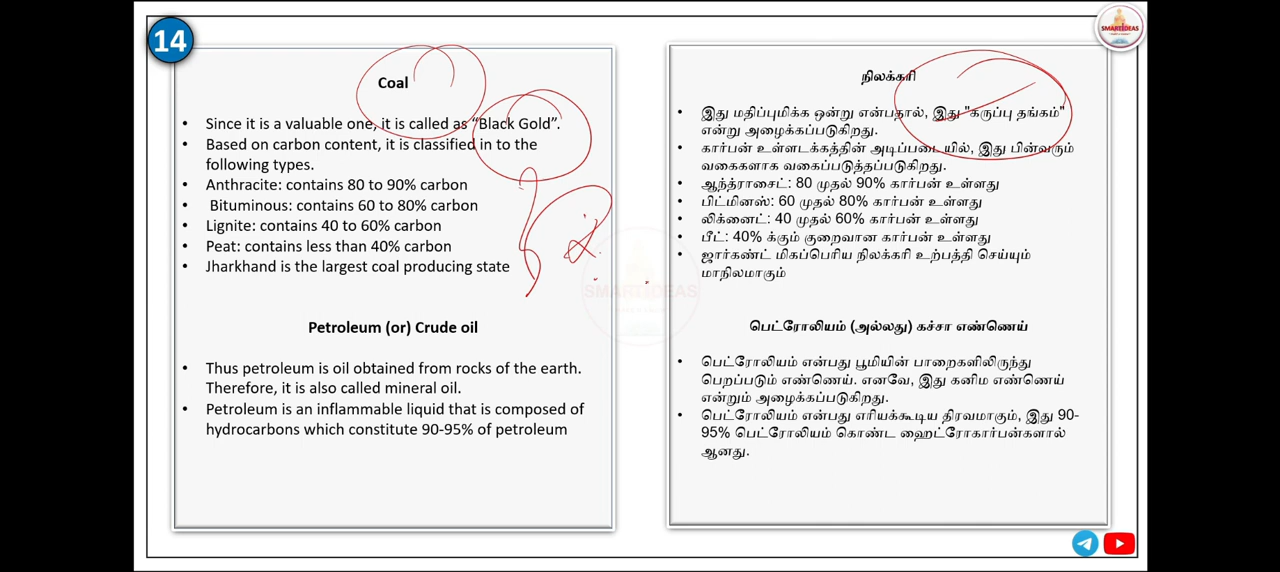 14
SMART IDEAS
Coal
• Since it is a valuable one, it is called as “Black Gold”.
• Based on carbon content, it is classified in to the
following types.
• Anthracite: contains 80 to 90% carbon
• Bituminous: contains 60 to 80% carbon
• Lignite: contains 40 to 60% carbon
• Peat: contains less than 40% carbon
• Jharkhand is the largest coal producing state
Petroleum (or) Crude oil
• Thus petroleum is oil obtained from rocks of the earth.
Therefore, it is also called mineral oil.
• Petroleum is an inflammable liquid that is composed of
hydrocarbons which constitute 90-95% of petroleum
நிலக்கரி
• இது மதிப்புமிக்க ஒன்று என்பதால், இது "கருப்பு தங்கம்"
என்று அழைக்கப்படுகிறது.
• கார்பன் உள்ளடக்கத்தின் அடிப்படையில், இது பின்வரும்
வகைகளாக வகைப்படுத்தப்படுகிறது.
• ஆந்த்ராசைட்: 80 முதல் 90% கார்பன் உள்ளது
• பிட்மினஸ்: 60 முதல் 80% கார்பன் உள்ளது
• லிக்னைட்: 40 முதல் 60% கார்பன் உள்ளது
• பீட்: 40% க்கும் குறைவான கார்பன் உள்ளது
• ஜார்கண்ட் மிகப்பெரிய நிலக்கரி உற்பத்தி செய்யும்
மாநிலமாகும்
பெட்ரோலியம் (அல்லது) கச்சா எண்ணெய்
• பெட்ரோலியம் என்பது பூமியின் பாறைகளிலிருந்து
பெறப்படும் எண்ணெய். எனவே, இது கனிம எண்ணெய்
என்றும் அழைக்கப்படுகிறது.
• பெட்ரோலியம் என்பது எரியக்கூடிய திரவமாகும், இது 90-
95% பெட்ரோலியம் கொண்ட ஹைட்ரோகார்பன்களால்
ஆனது.
SMART IDEAS